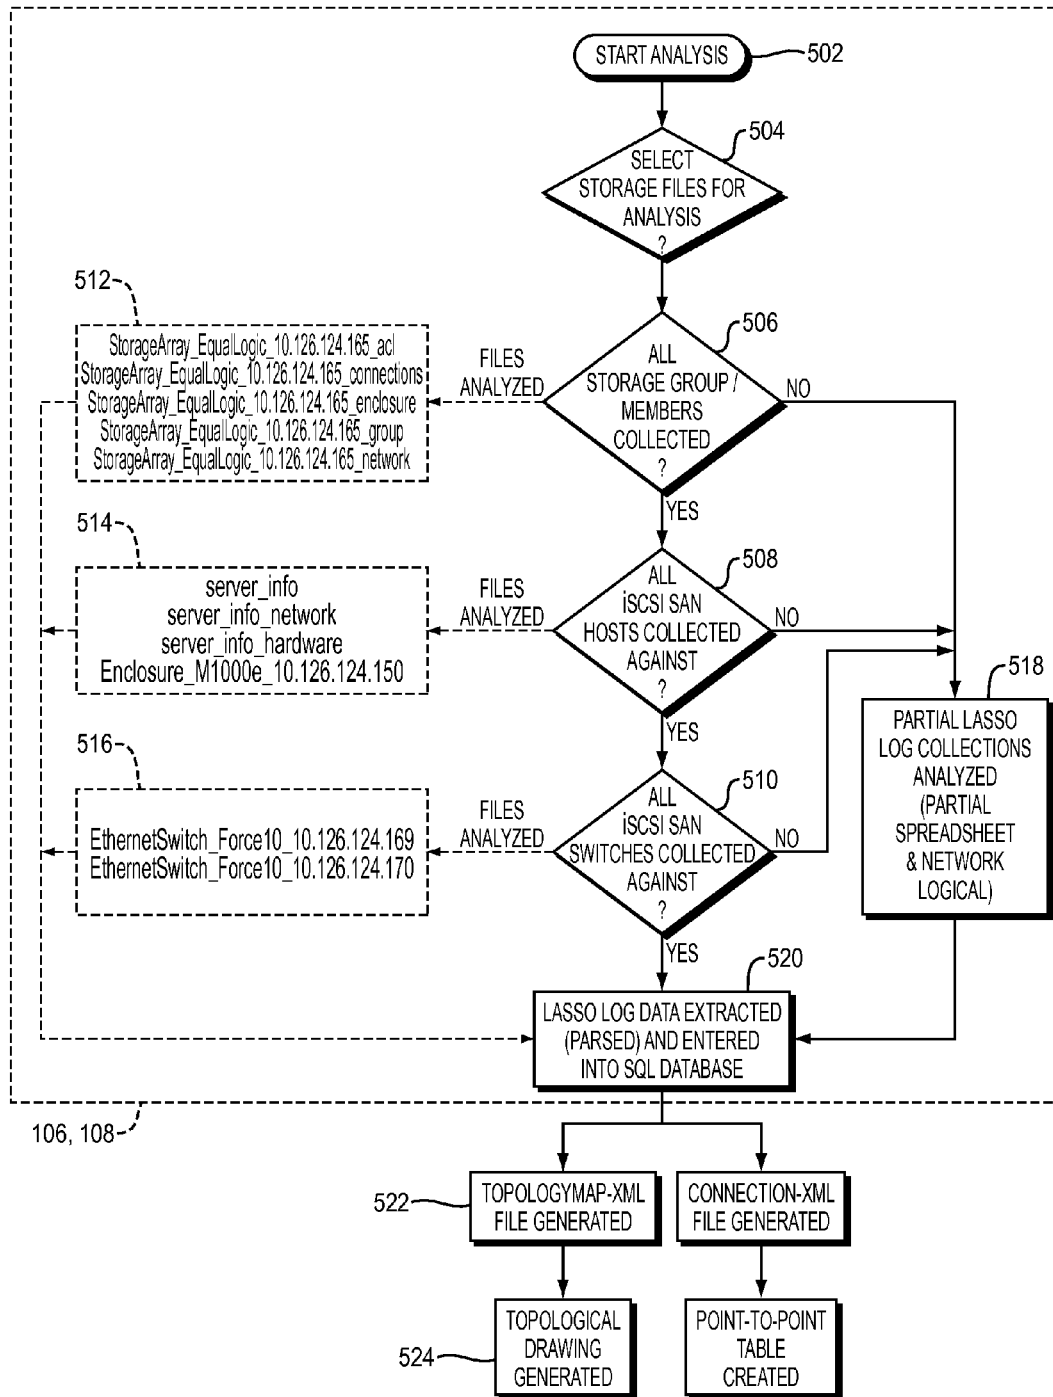 START ANALYSIS
502
504
SELECT
STORAGE FILES FOR
ANALYSIS
?
512
StorageArray_EqualLogic_10.126.124.165_acl
StorageArray_EqualLogic_10.126.124.165_connections
StorageArray_EqualLogic_10.126.124.165_enclosure
StorageArray_EqualLogic_10.126.124.165_group
StorageArray_EqualLogic_10.126.124.165_network
FILES
ANALYZED
506
ALL
STORAGE GROUP /
MEMBERS
COLLECTED
?
NO
YES
514
server_info
server_info_network
server_info_hardware
Enclosure_M1000e_10.126.124.150
FILES
ANALYZED
508
ALL
iSCSI SAN
HOSTS COLLECTED
AGAINST
?
NO
YES
518
PARTIAL LASSO
LOG COLLECTIONS
ANALYZED
(PARTIAL
SPREADSHEET
& NETWORK
LOGICAL)
516
EthernetSwitch_Force10_10.126.124.169
EthernetSwitch_Force10_10.126.124.170
FILES
ANALYZED
510
ALL
iSCSI SAN
SWITCHES COLLECTED
AGAINST
?
NO
YES
520
LASSO LOG DATA EXTRACTED
(PARSED) AND ENTERED
INTO SQL DATABASE
106, 108
522
TOPOLOGYMAP-XML
FILE GENERATED
CONNECTION-XML
FILE GENERATED
524
TOPOLOGICAL
DRAWING
GENERATED
POINT-TO-POINT
TABLE
CREATED